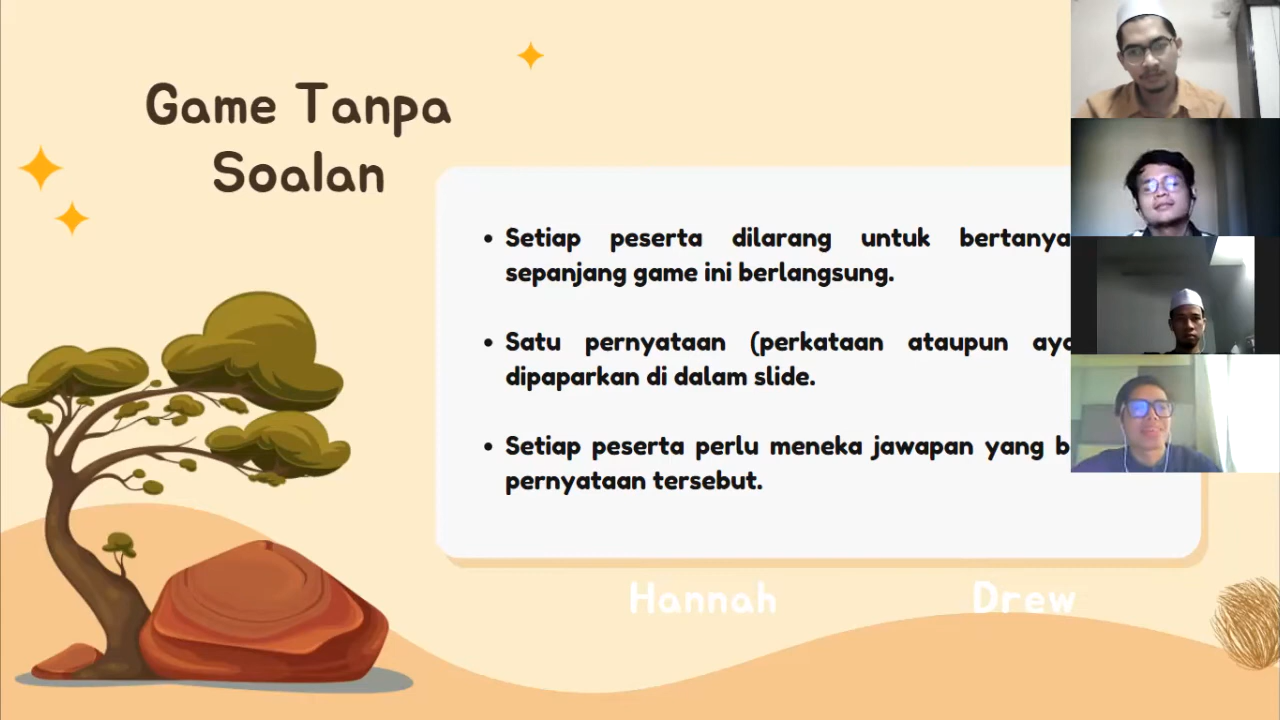 Game Tanpa
Soalan
• Setiap peserta dilarang untuk bertanya
sepanjang game ini berlangsung.
• Satu pernyataan (perkataan ataupun
dipaparkan di dalam slide.
• Setiap peserta perlu meneka jawapan yang
pernyataan tersebut.
Hannah Drew